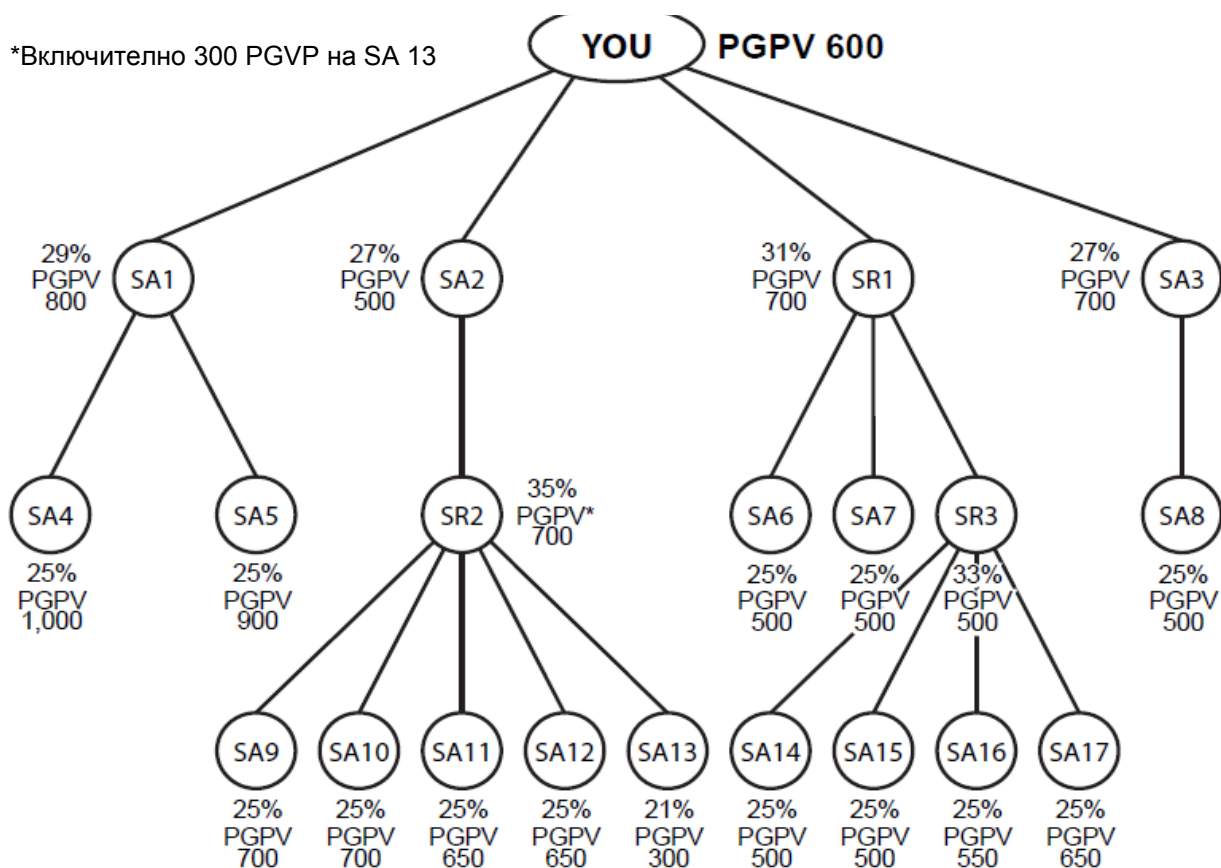 *Включително 300 PGVP на SA 13
YOU PGPV 600
29%
PGPV
800
SA1
27%
PGPV
500
SA2
31%
PGPV
700
SR1
27%
PGPV
700
SA3
SA4
25%
PGPV
1,000
SA5
25%
PGPV
900
SR2
35%
PGPV*
700
SA6
25%
PGPV
500
SA7
25%
PGPV
500
SR3
33%
PGPV
500
SA8
25%
PGPV
500
SA9
25%
PGPV
700
SA10
25%
PGPV
700
SA11
25%
PGPV
650
SA12
25%
PGPV
650
SA13
21%
PGPV
300
SA14
25%
PGPV
500
SA15
25%
PGPV
500
SA16
25%
PGPV
550
SA17
25%
PGPV
650